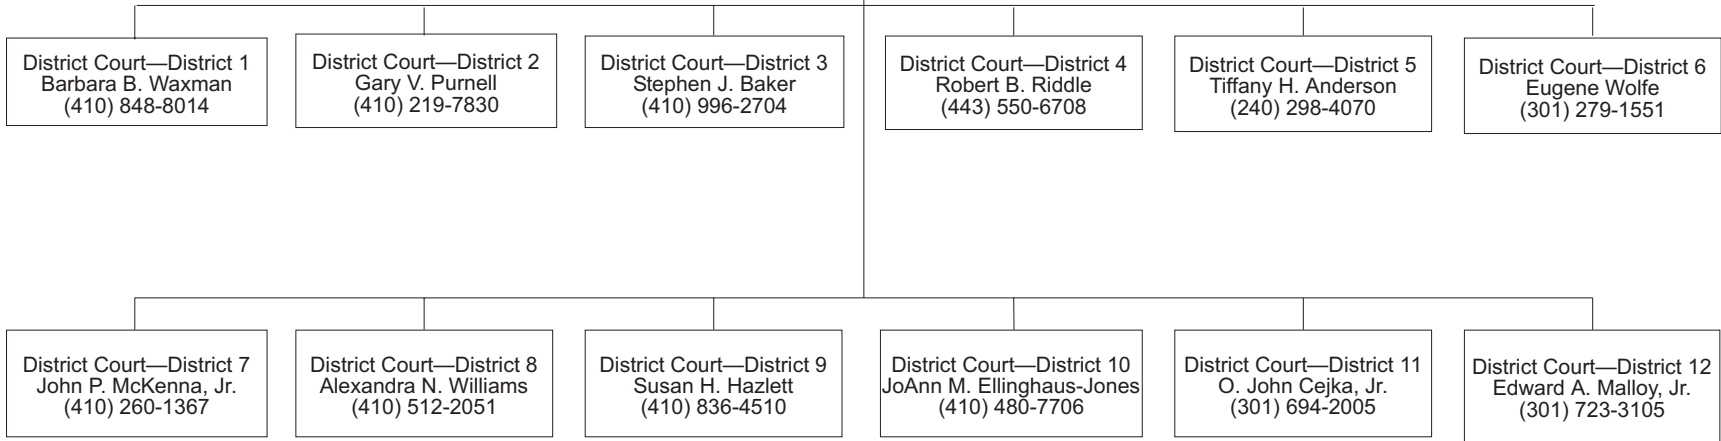 District Court—District 1
Barbara B. Waxman
(410) 848-8014
District Court—District 2
Gary V. Purnell
(410) 219-7830
District Court—District 3
Stephen J. Baker
(410) 996-2704
District Court—District 4
Robert B. Riddle
(443) 550-6708
District Court—District 5
Tiffany H. Anderson
(240) 298-4070
District Court—District 6
Eugene Wolfe
(301) 279-1551
District Court—District 7
John P. McKenna, Jr.
(410) 260-1367
District Court—District 8
Alexandra N. Williams
(410) 512-2051
District Court—District 9
Susan H. Hazlett
(410) 836-4510
District Court—District 10
JoAnn M. Ellinghaus-Jones
(410) 480-7706
District Court—District 11
O. John Cejka, Jr.
(301) 694-2005
District Court—District 12
Edward A. Malloy, Jr.
(301) 723-3105